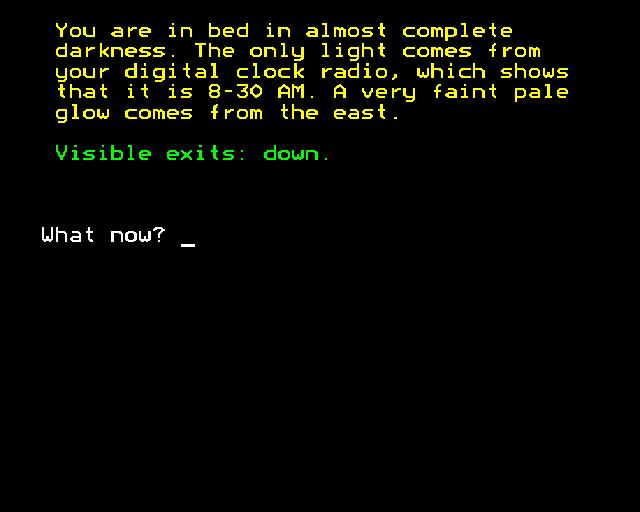 You are in bed in almost complete
darkness. The only light comes from
your digital clock radio, which shows
that it is 8-30 AM. A very faint pale
glow comes from the east.
Visible exits: down.
What now? _